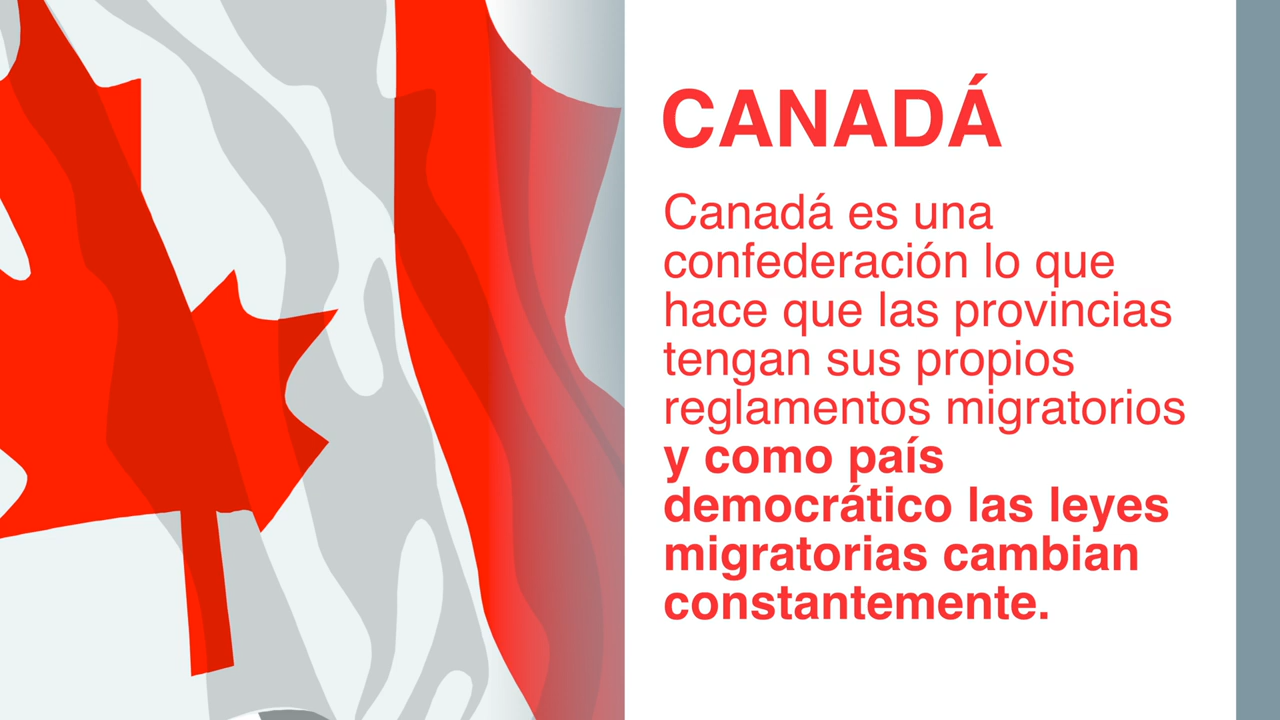 CANADÁ
Canadá es una
confederación lo que
hace que las provincias
tengan sus propios
reglamentos migratorios
y como país
democrático las leyes
migratorias cambian
constantemente.